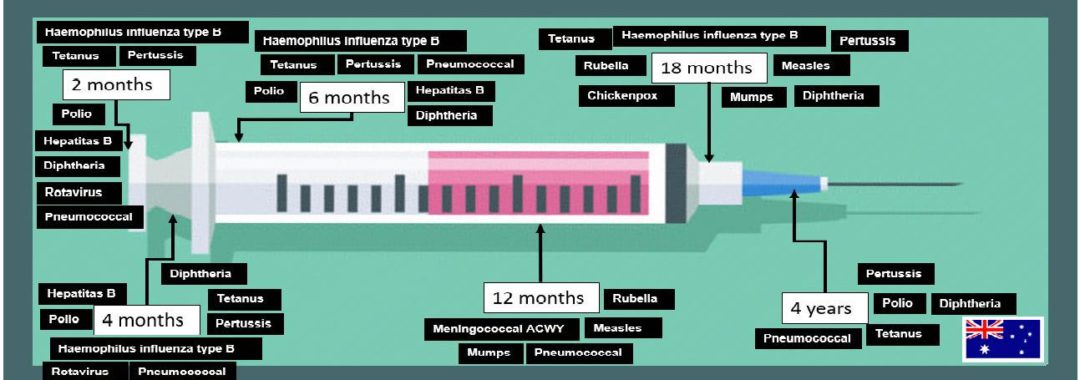 Haemophilus influenza type B
Tetanus
Pertussis
2 months
Polio
Hepatitas B
Diphtheria
Rotavirus
Pneumococcal
Haemophilus influenza type B
Tetanus
Pertussis
Pneumococcal
Polio
6 months
Hepatitas B
Diphtheria
Tetanus
Haemophilus influenza type B
Pertussis
Rubella
18 months
Measles
Chickenpox
Mumps
Diphtheria
Diphtheria
Hepatitas B
Tetanus
Polio
4 months
Pertussis
Haemophilus influenza type B
Rotavirus
Pneumococcal
12 months
Rubella
Meningococcal ACWY
Measles
Mumps
Pneumococcal
Pertussis
4 years
Polio
Diphtheria
Pneumococcal
Tetanus